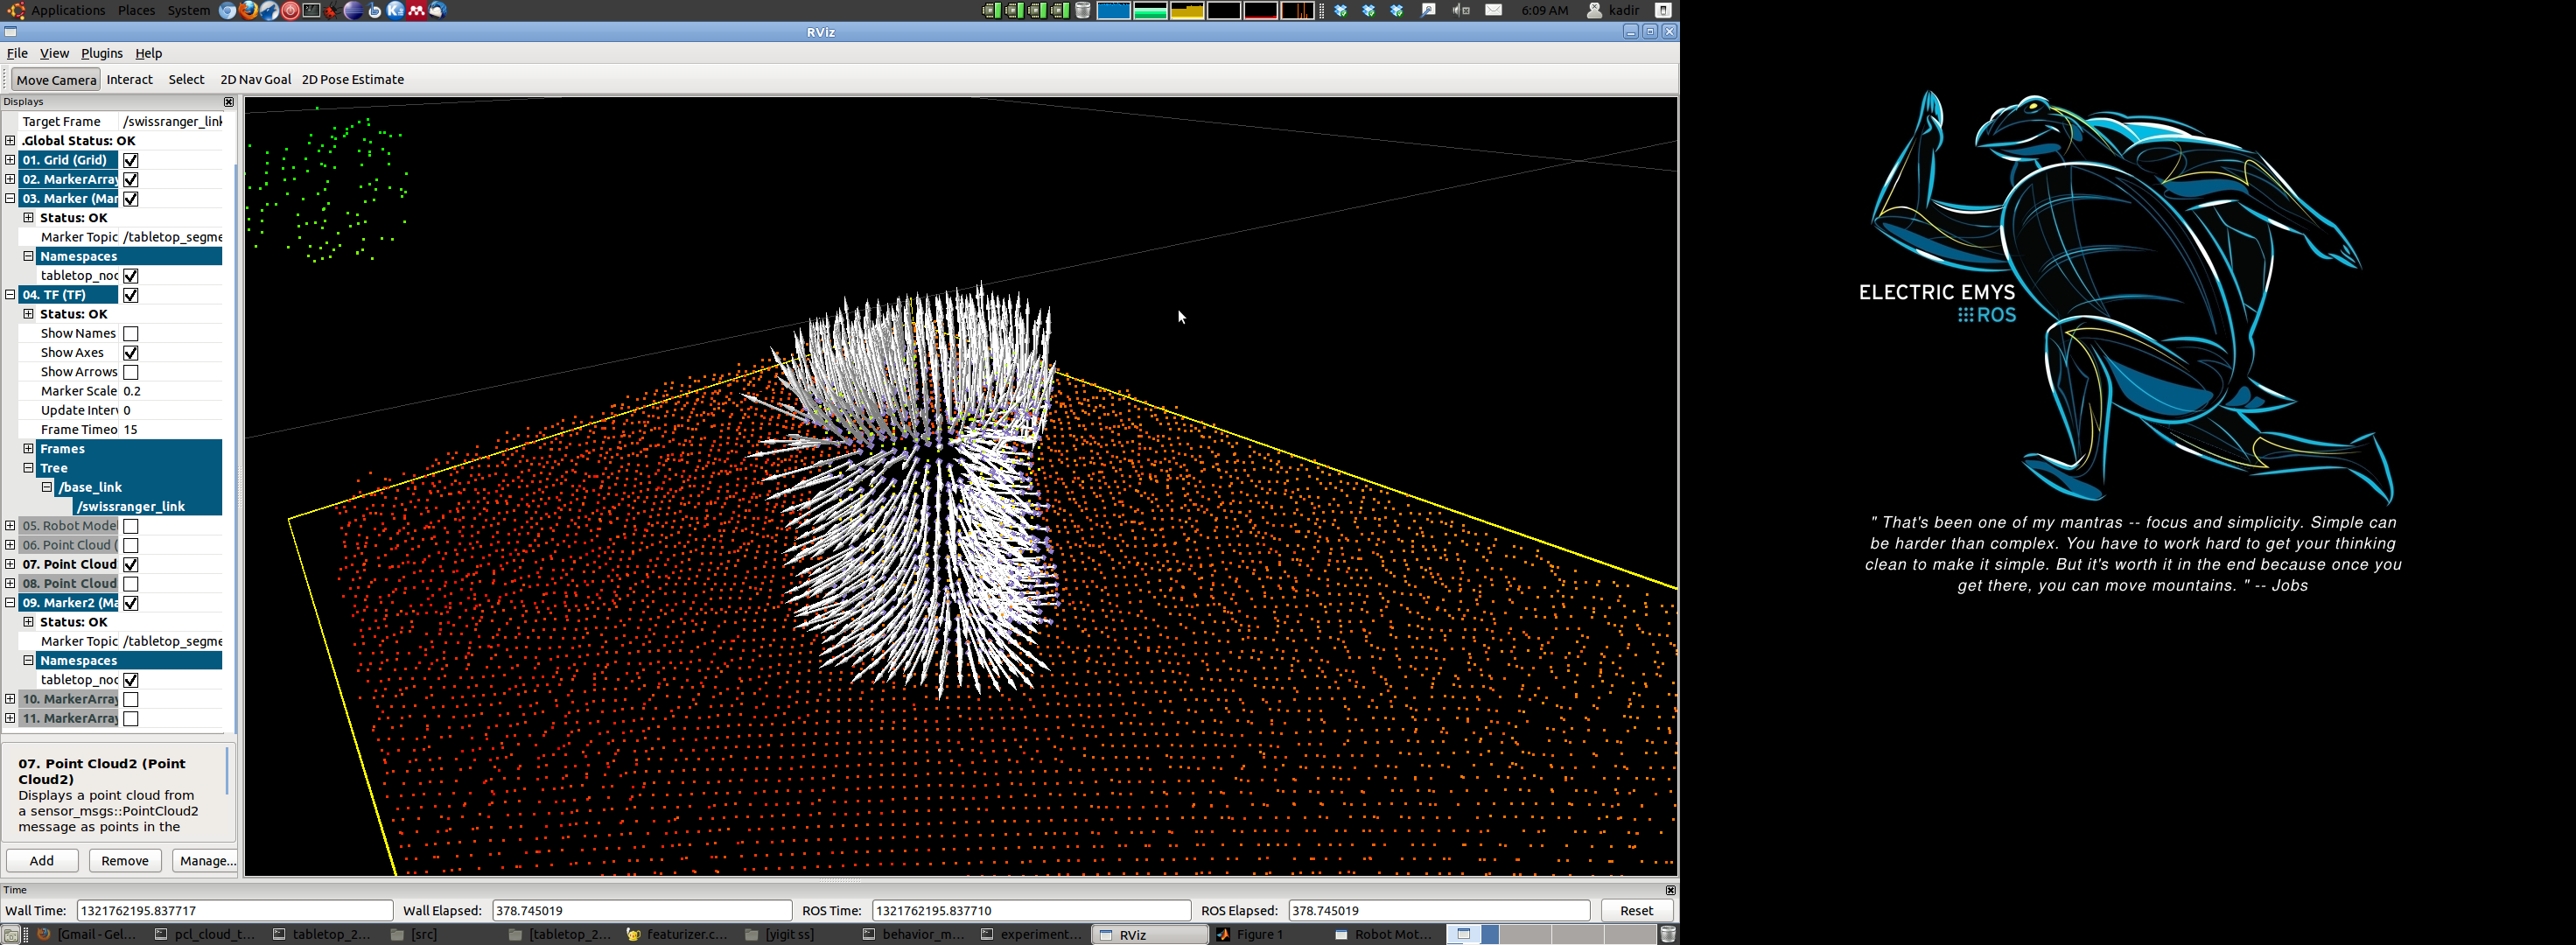 Applications Places System
6:09 AM kadir
RViz
File View Plugins Help
Move Camera Interact Select 2D Nav Goal 2D Pose Estimate
Displays
Target Frame /swissranger_link
.Global Status: OK
01. Grid (Grid)
02. MarkerArray
03. Marker (Mar
Status: OK
Marker Topic /tabletop_segme
Namespaces
tabletop_noc
04. TF (TF)
Status: OK
Show Names
Show Axes
Show Arrows
Marker Scale 0.2
Update Interv 0
Frame Timeo 15
Frames
Tree
/base_link
/swissranger_link
05. Robot Model
06. Point Cloud (
07. Point Cloud
08. Point Cloud
09. Marker2 (Ma
Status: OK
Marker Topic /tabletop_segme
Namespaces
tabletop_noc
10. MarkerArray
11. MarkerArray
07. Point Cloud2 (Point
Cloud2)
Displays a point cloud from
a sensor_msgs::PointCloud2
message as points in the
Add Remove Manage...
Time
Wall Time: 1321762195.837717 Wall Elapsed: 378.745019 ROS Time: 1321762195.837710 ROS Elapsed: 378.745019 Reset
[Gmail - Gel... pcl_cloud_t... tabletop_2... [src] [tabletop_2... featurizer.c... [yigit ss] behavior_m... experiment... RViz Figure 1 Robot Mot...
ELECTRIC EMYS
ROS
" That's been one of my mantras -- focus and simplicity. Simple can
be harder than complex. You have to work hard to get your thinking
clean to make it simple. But it's worth it in the end because once you
get there, you can move mountains. " -- Jobs